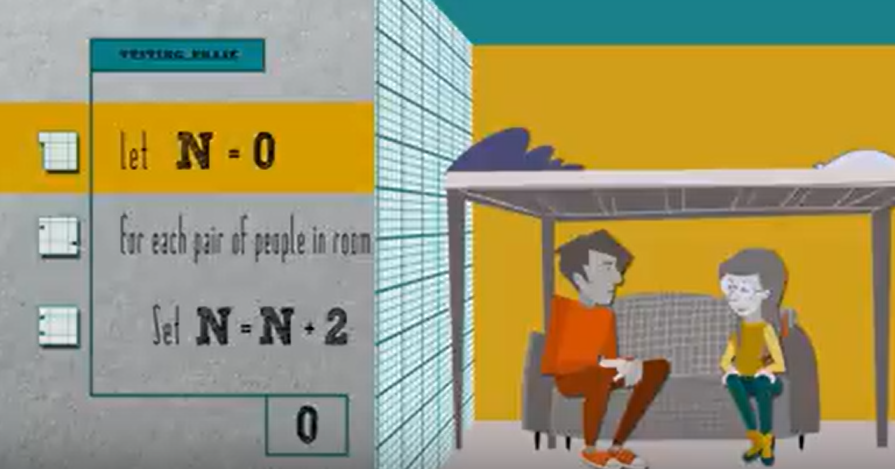 let N = 0
For each pair of people in room
Set N = N + 2
0